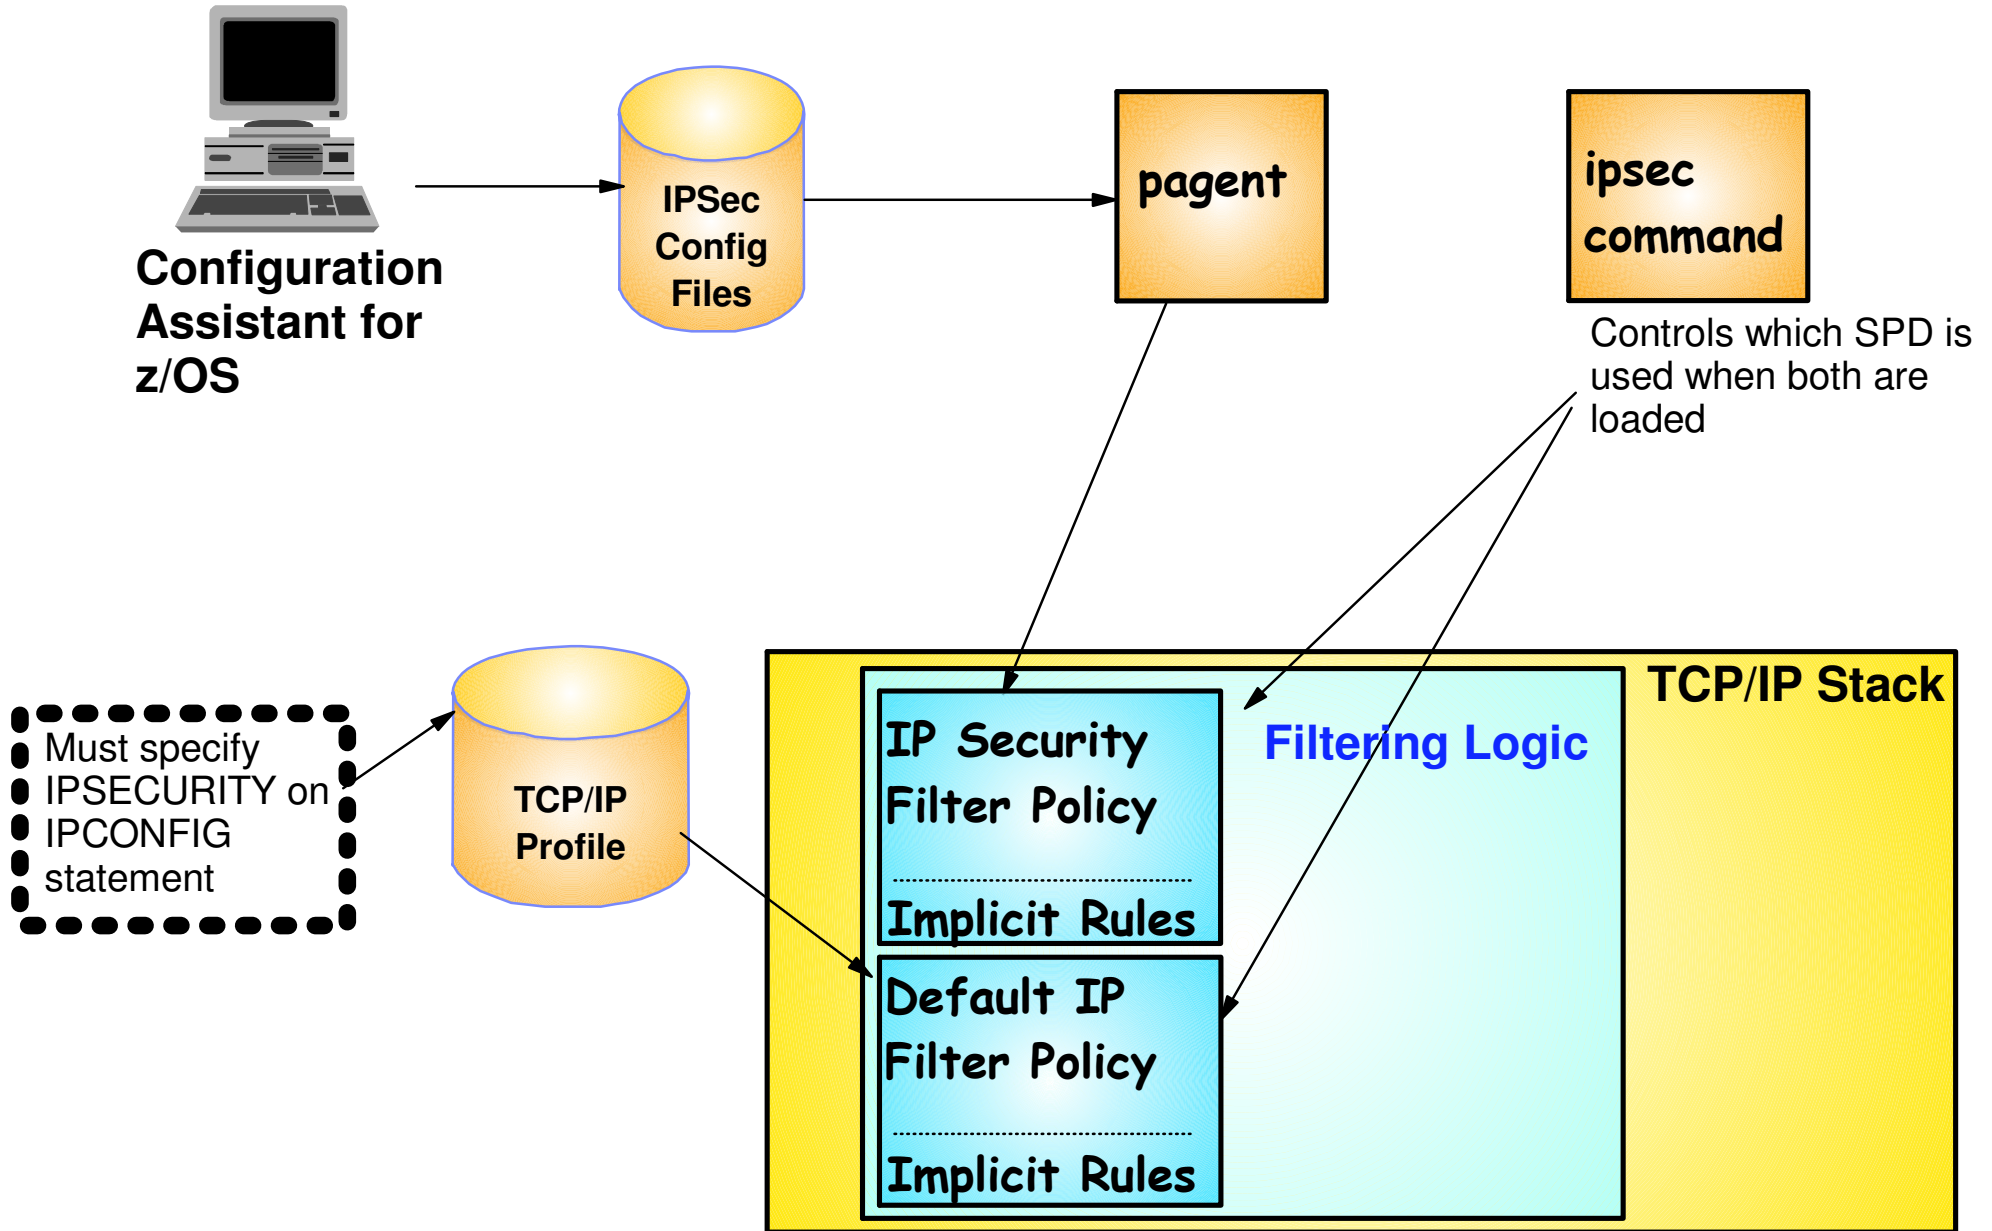 Configuration
Assistant for
z/OS
IPSec
Config
Files
pagent
ipsec
command
Controls which SPD is
used when both are
loaded
Must specify
IPSECURITY on
IPCONFIG
statement
TCP/IP
Profile
TCP/IP Stack
Filtering Logic
IP Security
Filter Policy
Implicit Rules
Default IP
Filter Policy
Implicit Rules